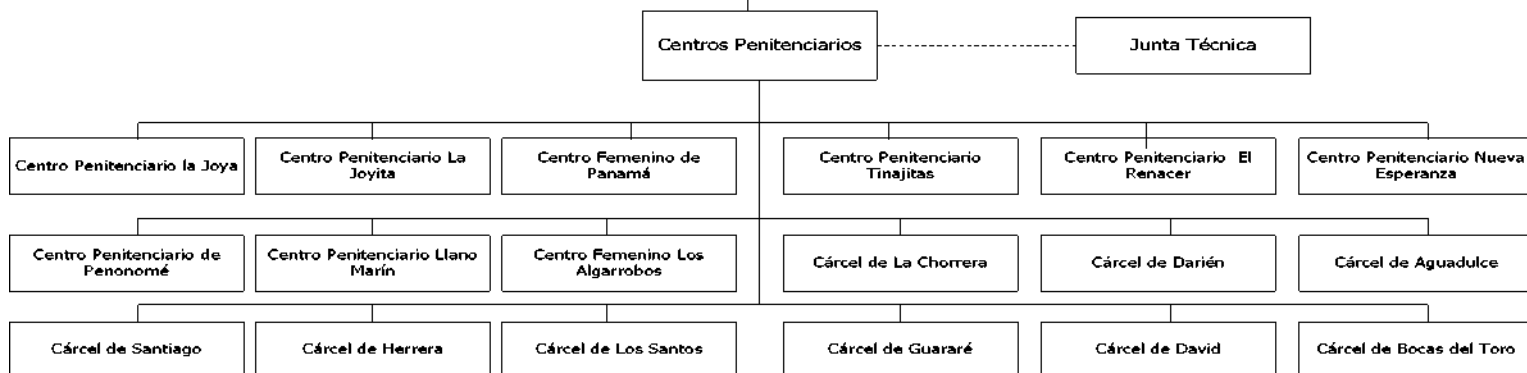 Centros Penitenciarios
Junta Técnica
Centro Penitenciario la Joya
Centro Penitenciario La
Joyita
Centro Femenino de
Panamá
Centro Penitenciario
Tinajitas
Centro Penitenciario El
Renacer
Centro Penitenciario Nueva
Esperanza
Centro Penitenciario de
Penonomé
Centro Penitenciario Llano
Marín
Centro Femenino Los
Algarrobos
Cárcel de La Chorrera
Cárcel de Darién
Cárcel de Aguadulce
Cárcel de Santiago
Cárcel de Herrera
Cárcel de Los Santos
Cárcel de Guararé
Cárcel de David
Cárcel de Bocas del Toro